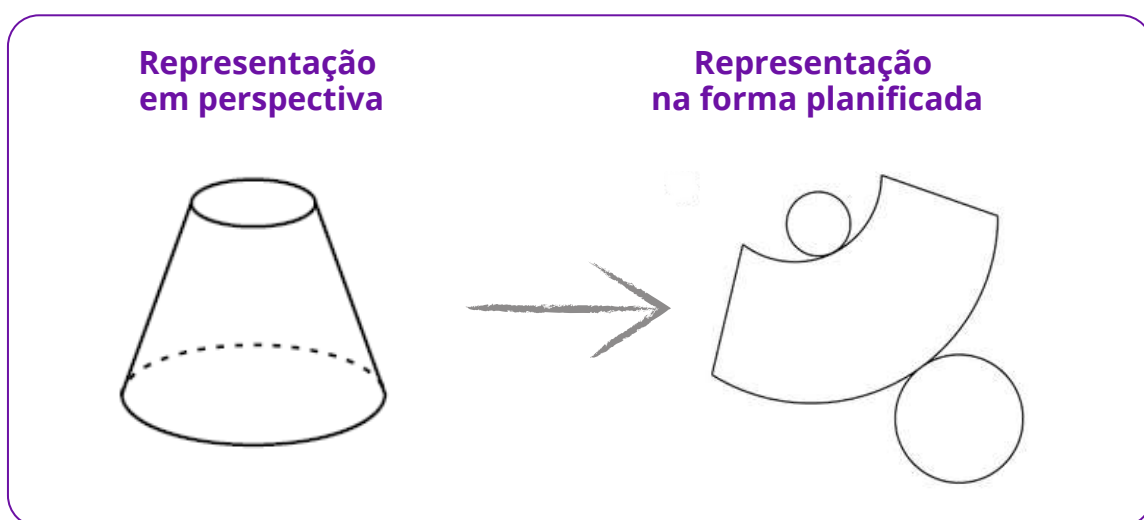 Representação
em perspectiva
Representação
na forma planificada